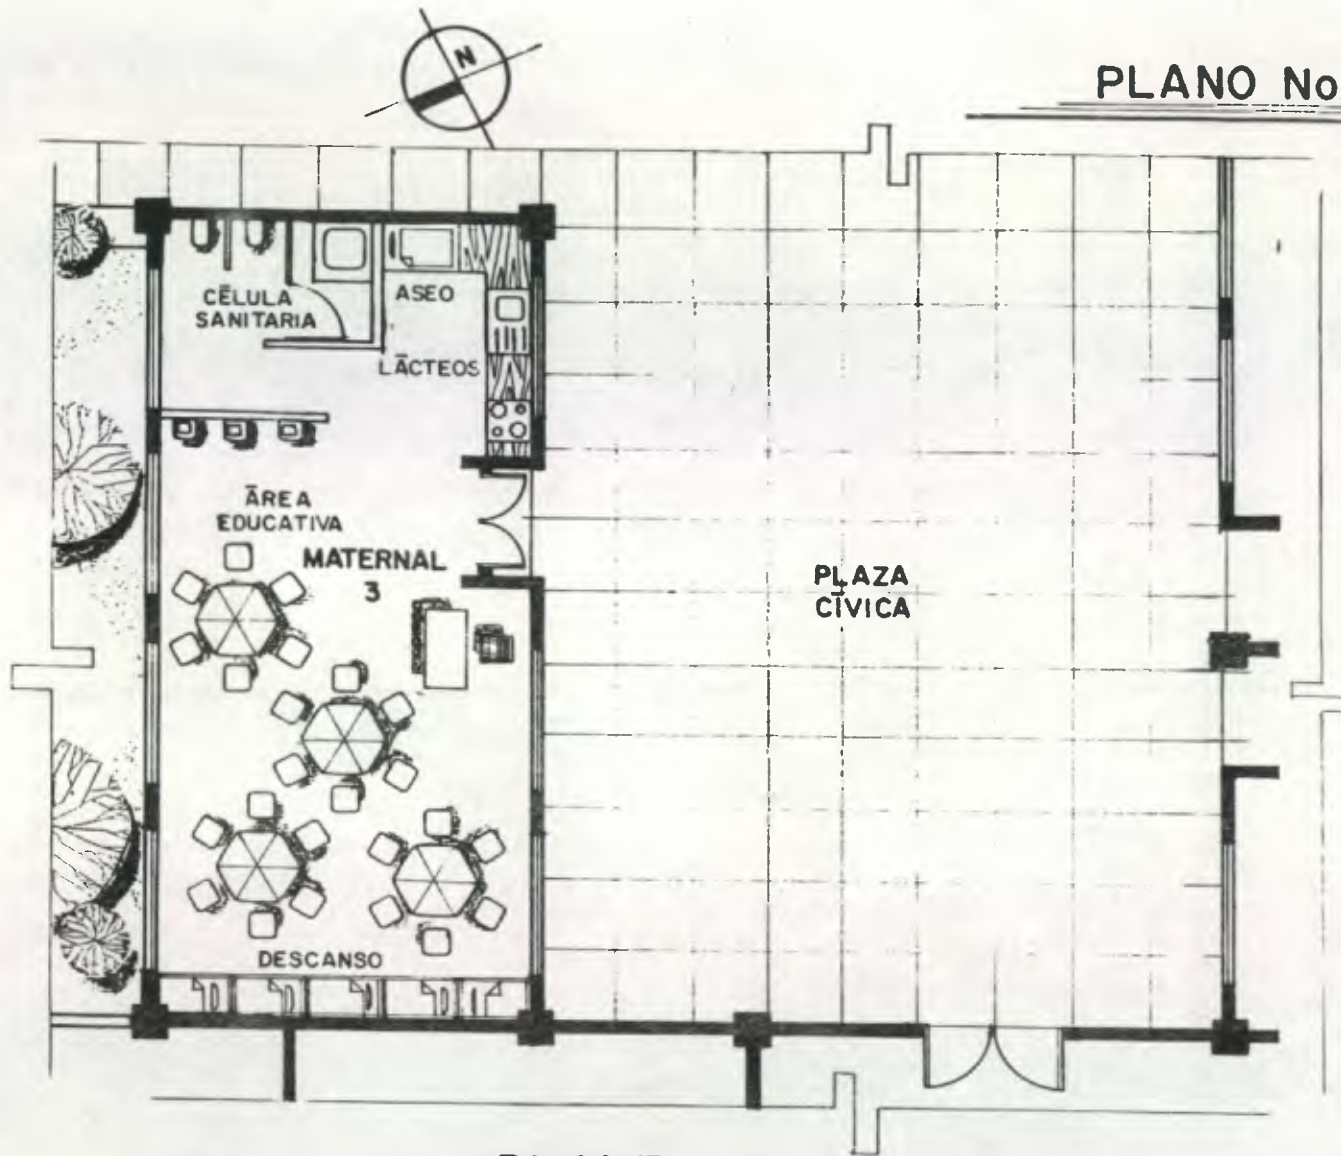 N
PLANO No
CÉLULA
SANITARIA
ASEO
LÁCTEOS
ÁREA
EDUCATIVA
MATERNAL
3
PLAZA
CÍVICA
DESCANSO